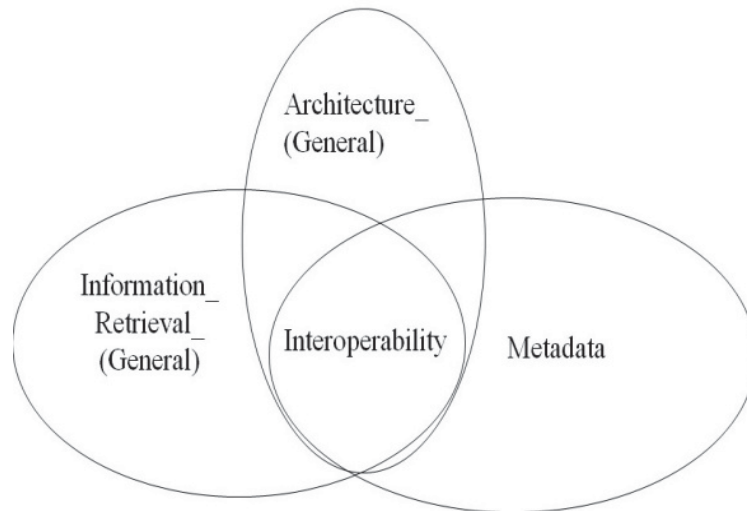 Architecture_
(General)
Information_
Retrieval_
(General)
Interoperability
Metadata